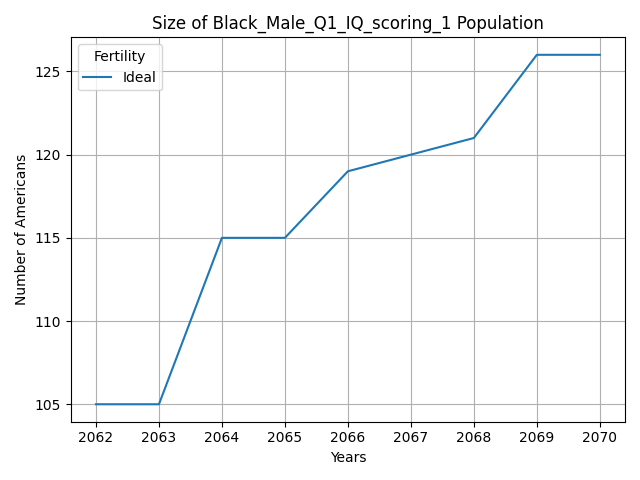 Size of Black_Male_Q1_IQ_scoring_1 Population
Fertility
Ideal
Number of Americans
125
120
115
110
105
2062 2063 2064 2065 2066 2067 2068 2069 2070
Years